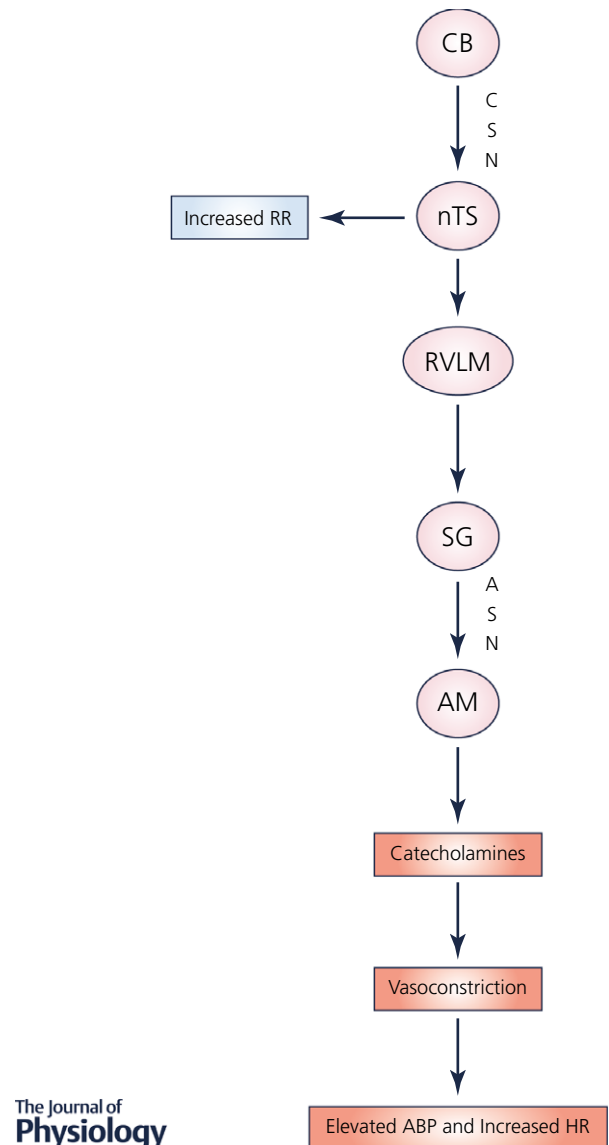 CB
C
S
N
Increased RR
nTS
RVLM
SG
A
S
N
AM
Catecholamines
Vasoconstriction
The Journal of
Physiology
Elevated ABP and Increased HR